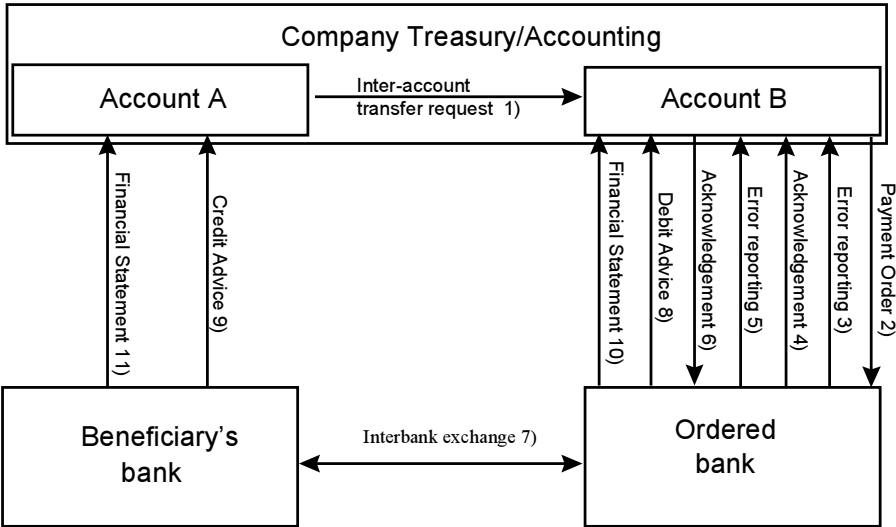 Company Treasury/Accounting
Account A
Inter-account
transfer request 1)
Account B
Financial Statement 11)
Credit Advice 9)
Financial Statement 10)
Debit Advice 8)
Acknowledgement 6)
Error reporting 5)
Acknowledgement 4)
Error reporting 3)
Payment Order 2)
Beneficiary's
bank
Interbank exchange 7)
Ordered
bank